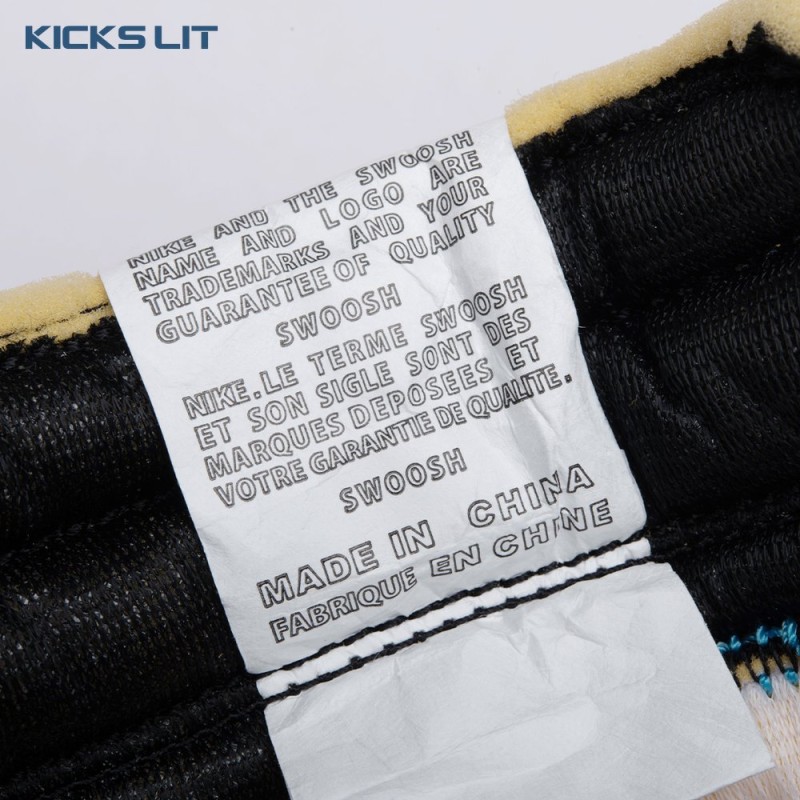 KICKS LIT
NIKE AND THE SWOOSH
NAME AND LOGO ARE
TRADEMARKS AND YOUR
GUARANTEE OF QUALITY
SWOOSH
NIKE.LE TERME SWOOSH
ET SON SIGLE SONT DES
MARQUES DEPOSEES ET
VOTRE GARANTIE DE QUALITE.
SWOOSH
MADE IN CHINA
FABRIQUE EN CHINE